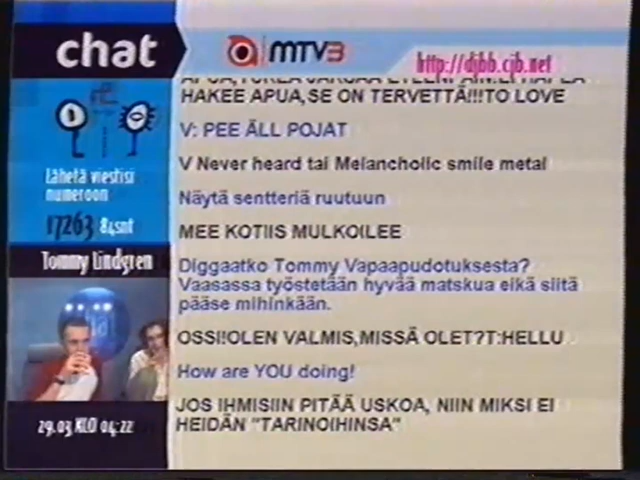 chat
MTV3
http://djbb.cjb.net
HAKEE APUA,SE ON TERVETTÄ!!!TO LOVE
V: PEE ÄLL POJAT
V Never heard tai Melancholic smile metal
Näytä sentteriä ruutuun
MEE KOTIIS MULKOILEE
Diggaatko Tommy Vapaapudotuksesta?
Vaasassa työstetään hyvää matskua eikä siitä
pääse mihinkään.
OSSI!OLEN VALMIS,MISSÄ OLET?T:HELLU
How are YOU doing!
JOS IHMISIIN PITÄÄ USKOA, NIIN MIKSI EI
HEIDÄN "TARINOIHINSA"
Lähetä viestisi
numeroon
17263 84snt
Tommy Lindgren
29.03 KLO 04:22